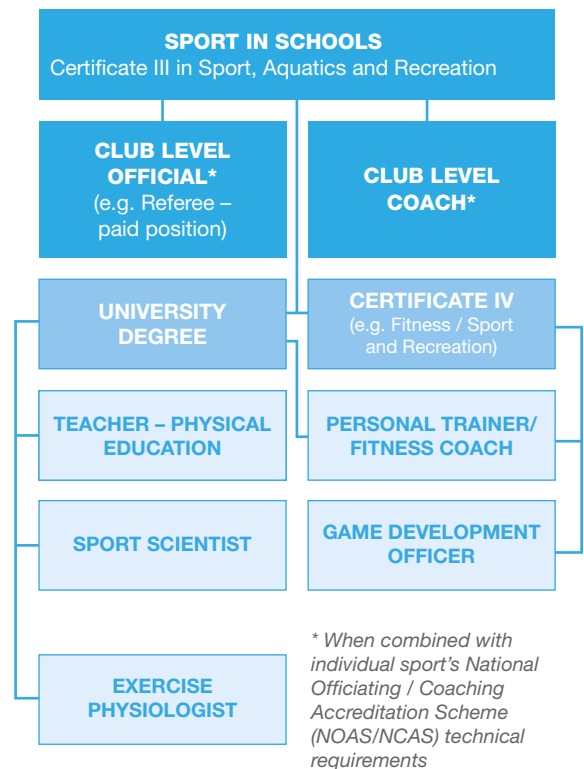 SPORT IN SCHOOLS
Certificate III in Sport, Aquatics and Recreation
CLUB LEVEL
OFFICIAL*
(e.g. Referee –
paid position)
CLUB LEVEL
COACH*
UNIVERSITY
DEGREE
CERTIFICATE IV
(e.g. Fitness / Sport
and Recreation)
TEACHER – PHYSICAL
EDUCATION
PERSONAL TRAINER/
FITNESS COACH
SPORT SCIENTIST
GAME DEVELOPMENT
OFFICER
EXERCISE
PHYSIOLOGIST
* When combined with
individual sport's National
Officiating / Coaching
Accreditation Scheme
(NOAS/NCAS) technical
requirements